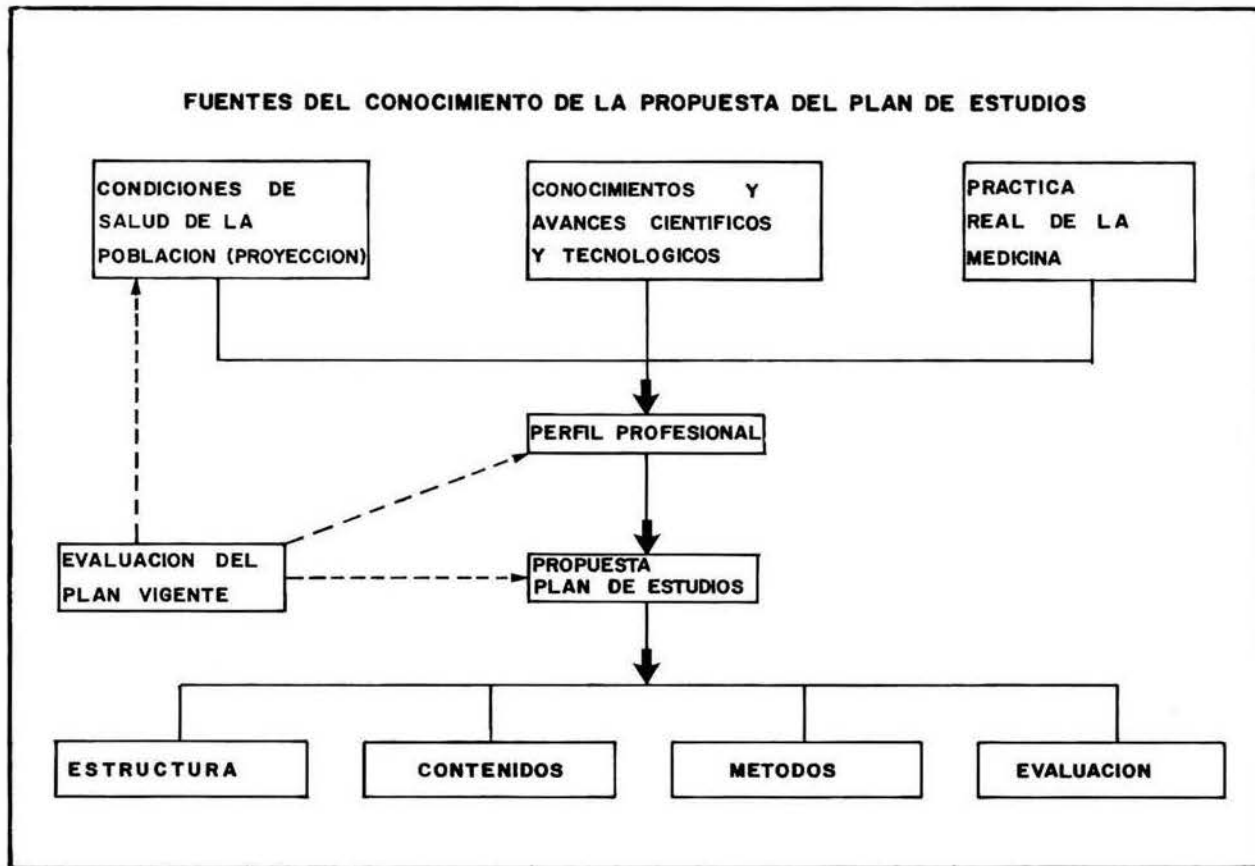 FUENTES DEL CONOCIMIENTO DE LA PROPUESTA DEL PLAN DE ESTUDIOS
CONDICIONES DE
SALUD DE LA
POBLACION (PROYECCION)
CONOCIMIENTOS Y
AVANCES CIENTIFICOS
Y TECNOLOGICOS
PRACTICA
REAL DE LA
MEDICINA
PERFIL PROFESIONAL
EVALUACION DEL
PLAN VIGENTE
PROPUESTA
PLAN DE ESTUDIOS
ESTRUCTURA
CONTENIDOS
METODOS
EVALUACION